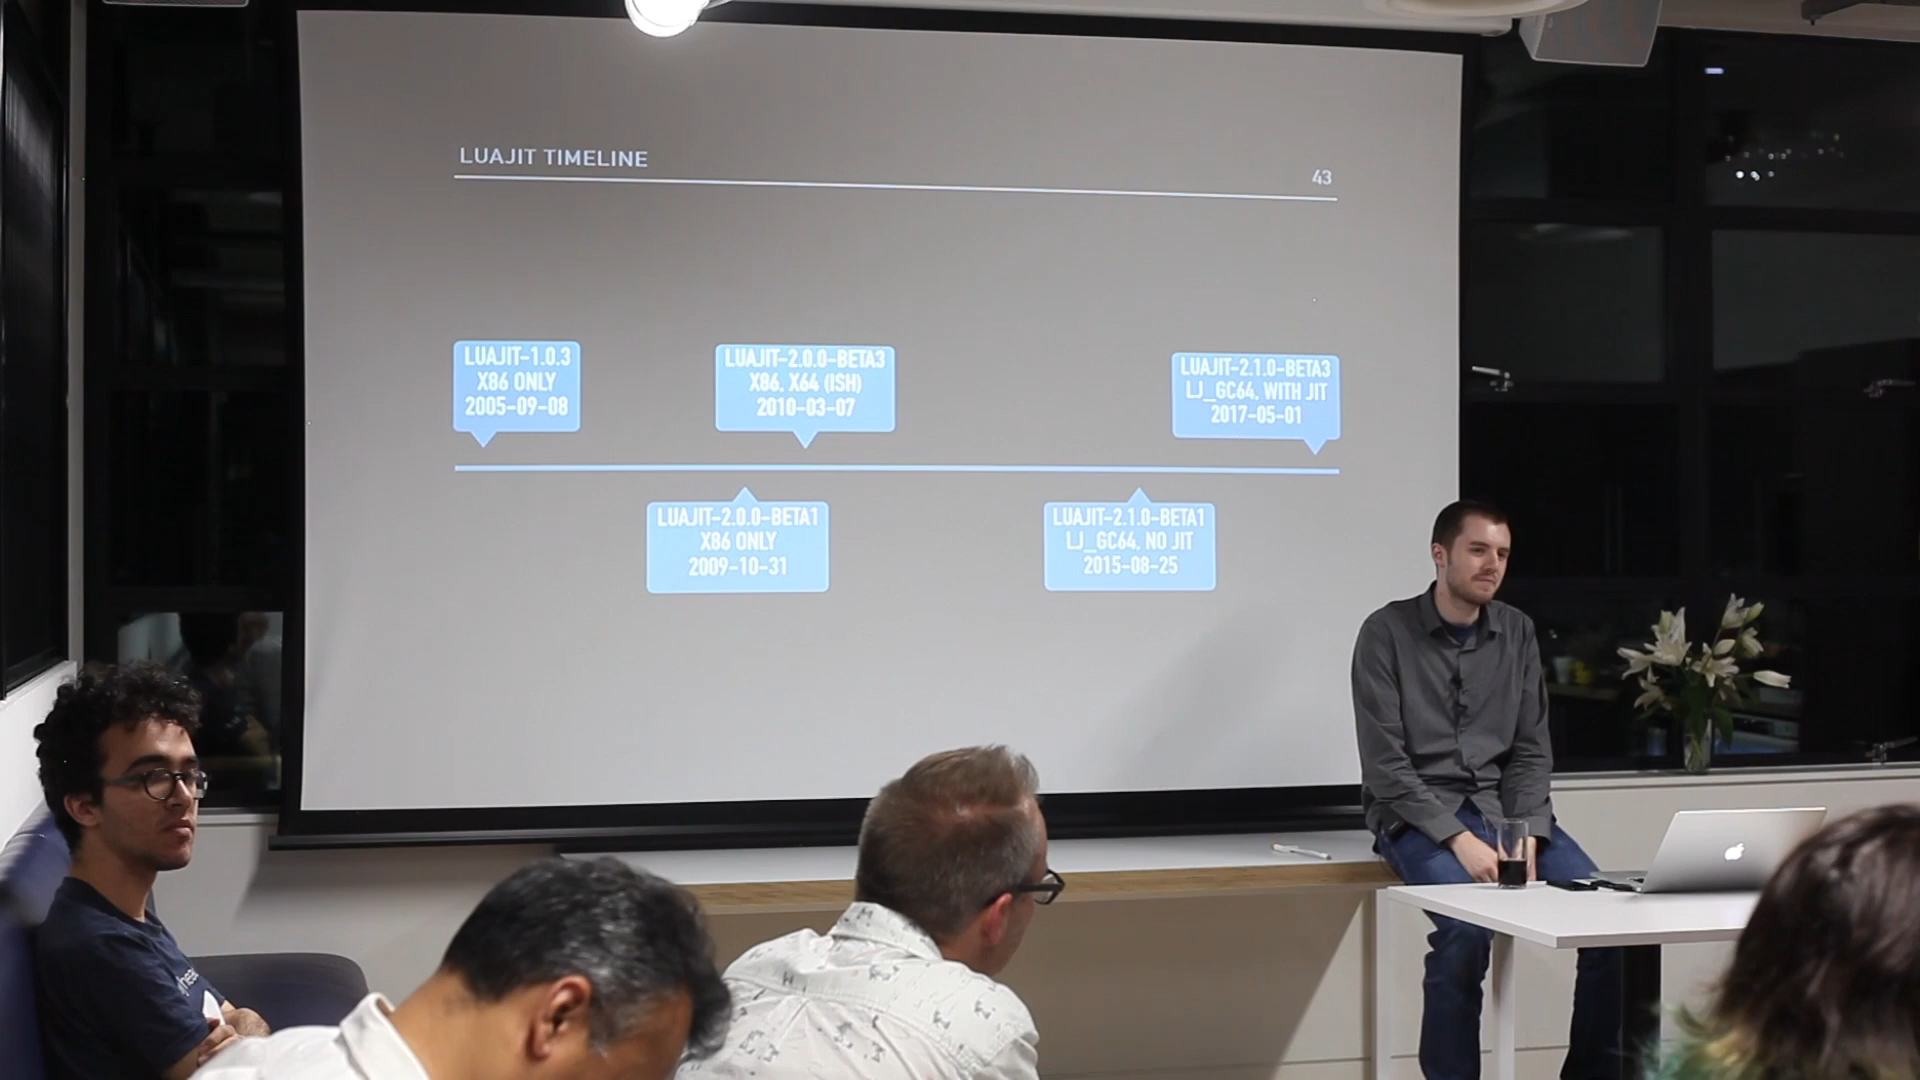 LUAJIT TIMELINE
43
LUAJIT-1.0.3
X86 ONLY
2005-09-08
LUAJIT-2.0.0-BETA3
X86, X64 (ISH)
2010-03-07
LUAJIT-2.1.0-BETA3
LJ_GC64, WITH JIT
2017-05-01
LUAJIT-2.0.0-BETA1
X86 ONLY
2009-10-31
LUAJIT-2.1.0-BETA1
LJ_GC64, NO JIT
2015-08-25